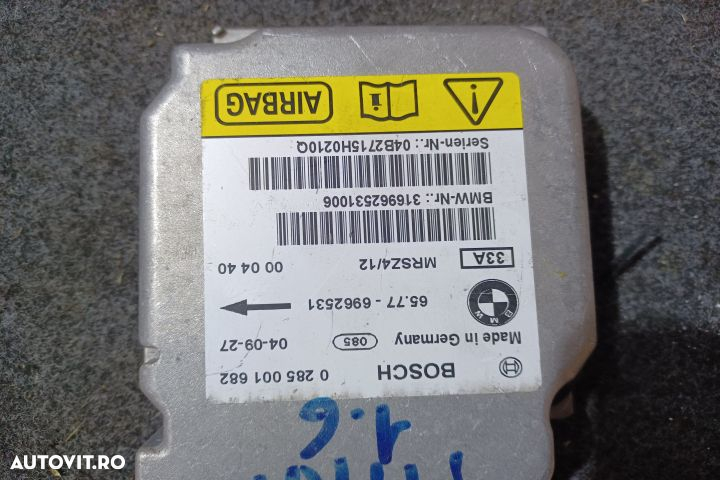 BOSCH 0 285 001 682
Made in Germany 085 04-09-27
BMW 65.77 - 6962531
33A MRSZ4/12 00 04 40
BMW-Nr.: 316962531006
Serien-Nr.: 04B2715H0210Q
AIRBAG
1.6
AUTOVIT.RO